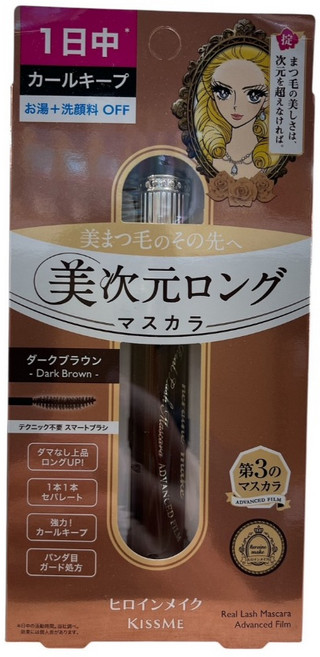 1日中*
カールキープ
お湯+洗顔料 OFF
掟
まつ毛の美しさは、
次元を超えなければ。
美まつ毛のその先へ
美次元ロング
マスカラ
ダークブラウン
- Dark Brown -
テクニック不要 スマートブラシ
ダマなし上品
ロングUP!
1本1本
セパレート
強力!
カールキープ
パンダ目
ガード処方
第3の
マスカラ
ADVANCED FILM
heroine
make
ADVANCED FILM
ヒロインメイク
KISSME
Real Lash Mascara
Advanced Film